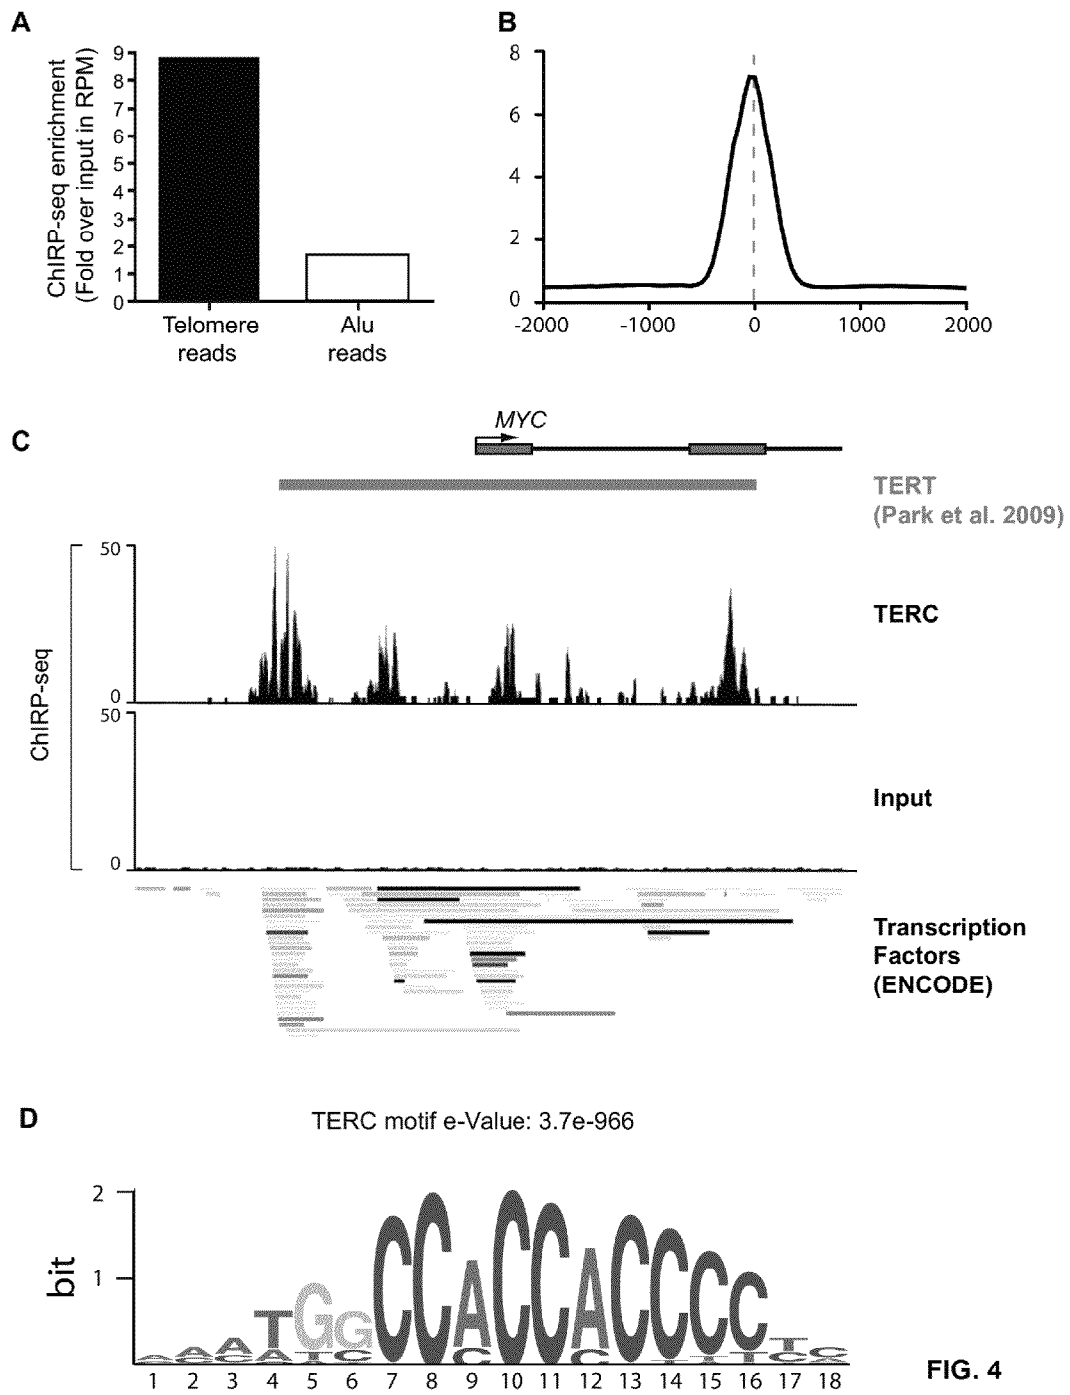 A
ChIRP-seq enrichment
(Fold over input in RPM)
9
8
7
6
5
4
3
2
1
0
Telomere
reads
Alu
reads
B
8
6
4
2
0
-2000
-1000
0
1000
2000
C
MYC
TERT
(Park et al. 2009)
ChIRP-seq
50
0
TERC
50
0
Input
Transcription
Factors
(ENCODE)
D
TERC motif e-Value: 3.7e-966
bit
2
1
TGGCCACCACCCC
1 2 3 4 5 6 7 8 9 10 11 12 13 14 15 16 17 18
FIG. 4